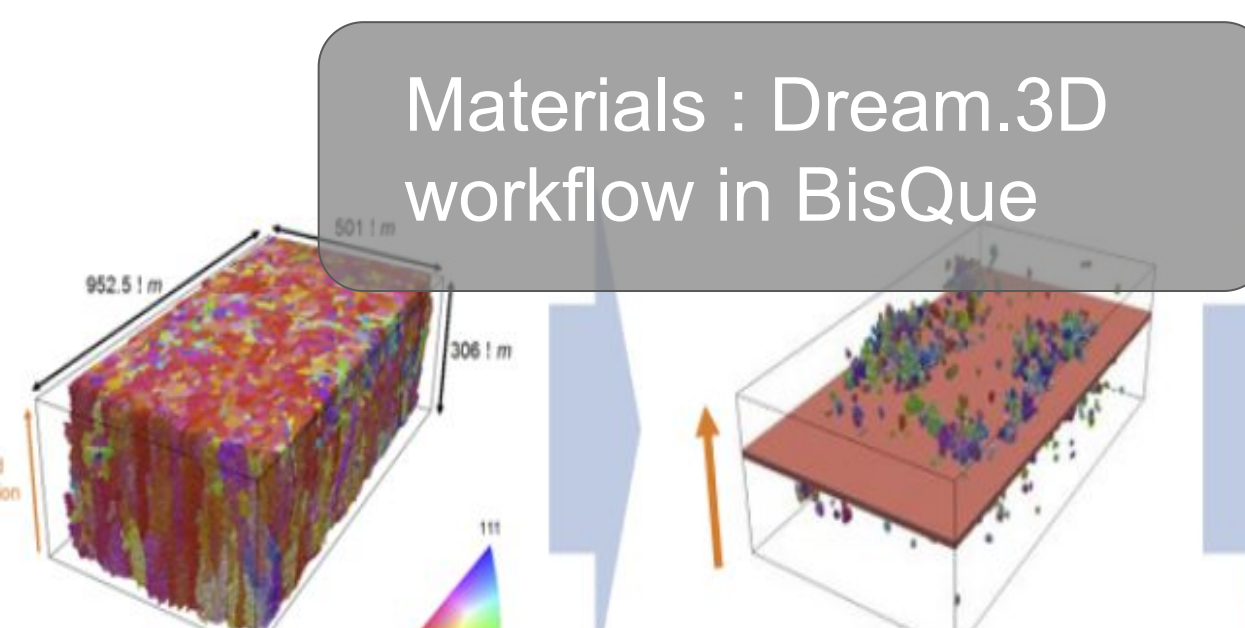 Materials : Dream.3D
workflow in BisQue
501 ! m
952.5 ! m
306 ! m
111